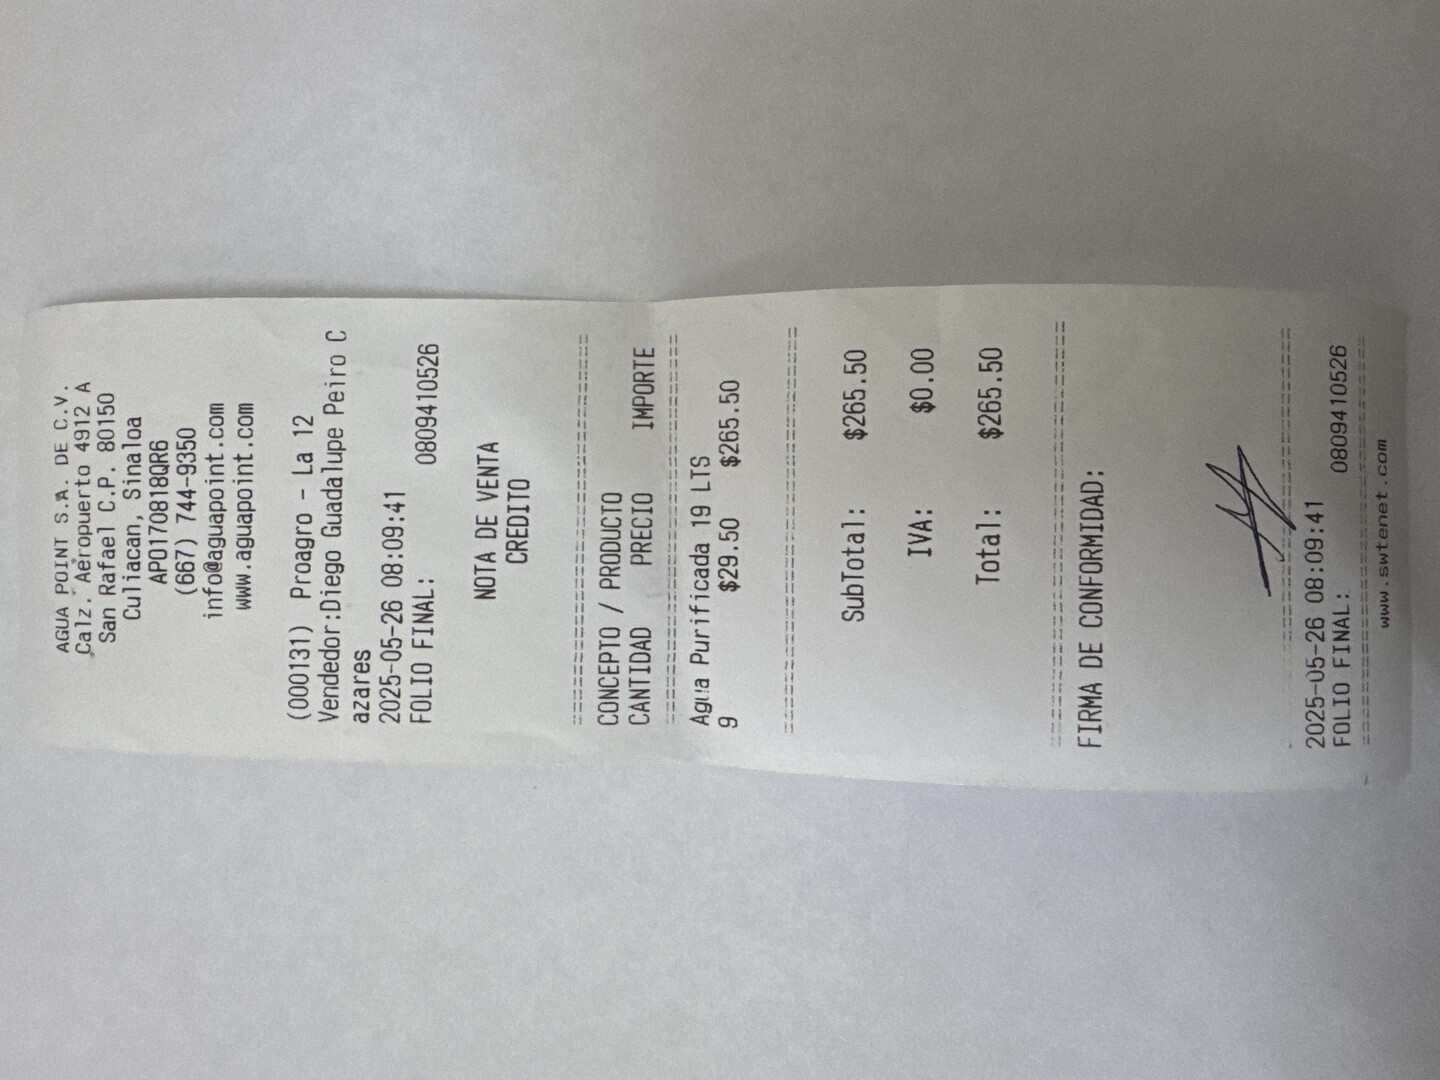 AGUA POINT S.A. DE C.V.
Calz. Aeropuerto 4912 A
San Rafael C.P. 80150
Culiacan, Sinaloa
APO170818QR6
(667) 744-9350
info@aguapoint.com
www.aguapoint.com
(000131) Proagro - La 12
Vendedor:Diego Guadalupe Peiro C
azares
2025-05-26 08:09:41
FOLIO FINAL: 0809410526
NOTA DE VENTA
CREDITO
CONCEPTO / PRODUCTO
CANTIDAD PRECIO IMPORTE
Agua Purificada 19 LTS
9 $29.50 $265.50
SubTotal: $265.50
IVA: $0.00
Total: $265.50
FIRMA DE CONFORMIDAD:
2025-05-26 08:09:41
FOLIO FINAL: 0809410526
www.swtenet.com